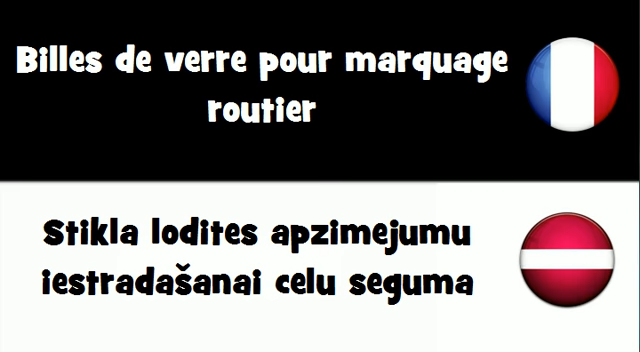 Billes de verre pour marquage
routier
Stikla lodites apzimejumu
iestradašanai celu seguma